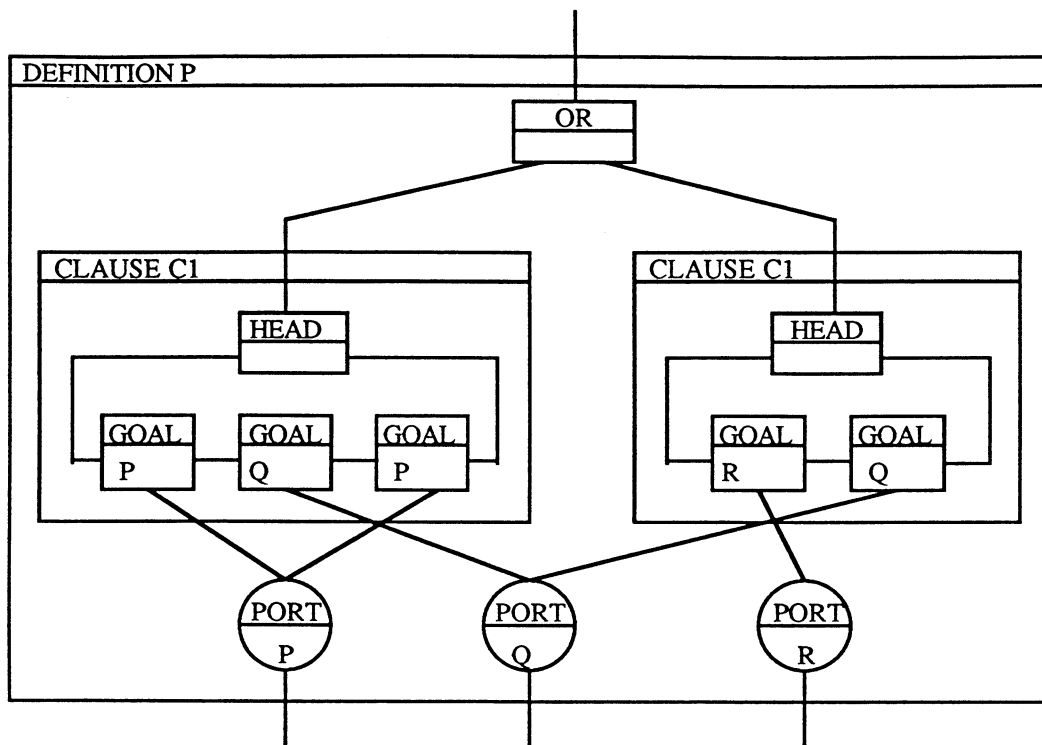 DEFINITION P
OR
CLAUSE C1
CLAUSE C1
HEAD
HEAD
GOAL
P
GOAL
Q
GOAL
P
GOAL
R
GOAL
Q
PORT
P
PORT
Q
PORT
R